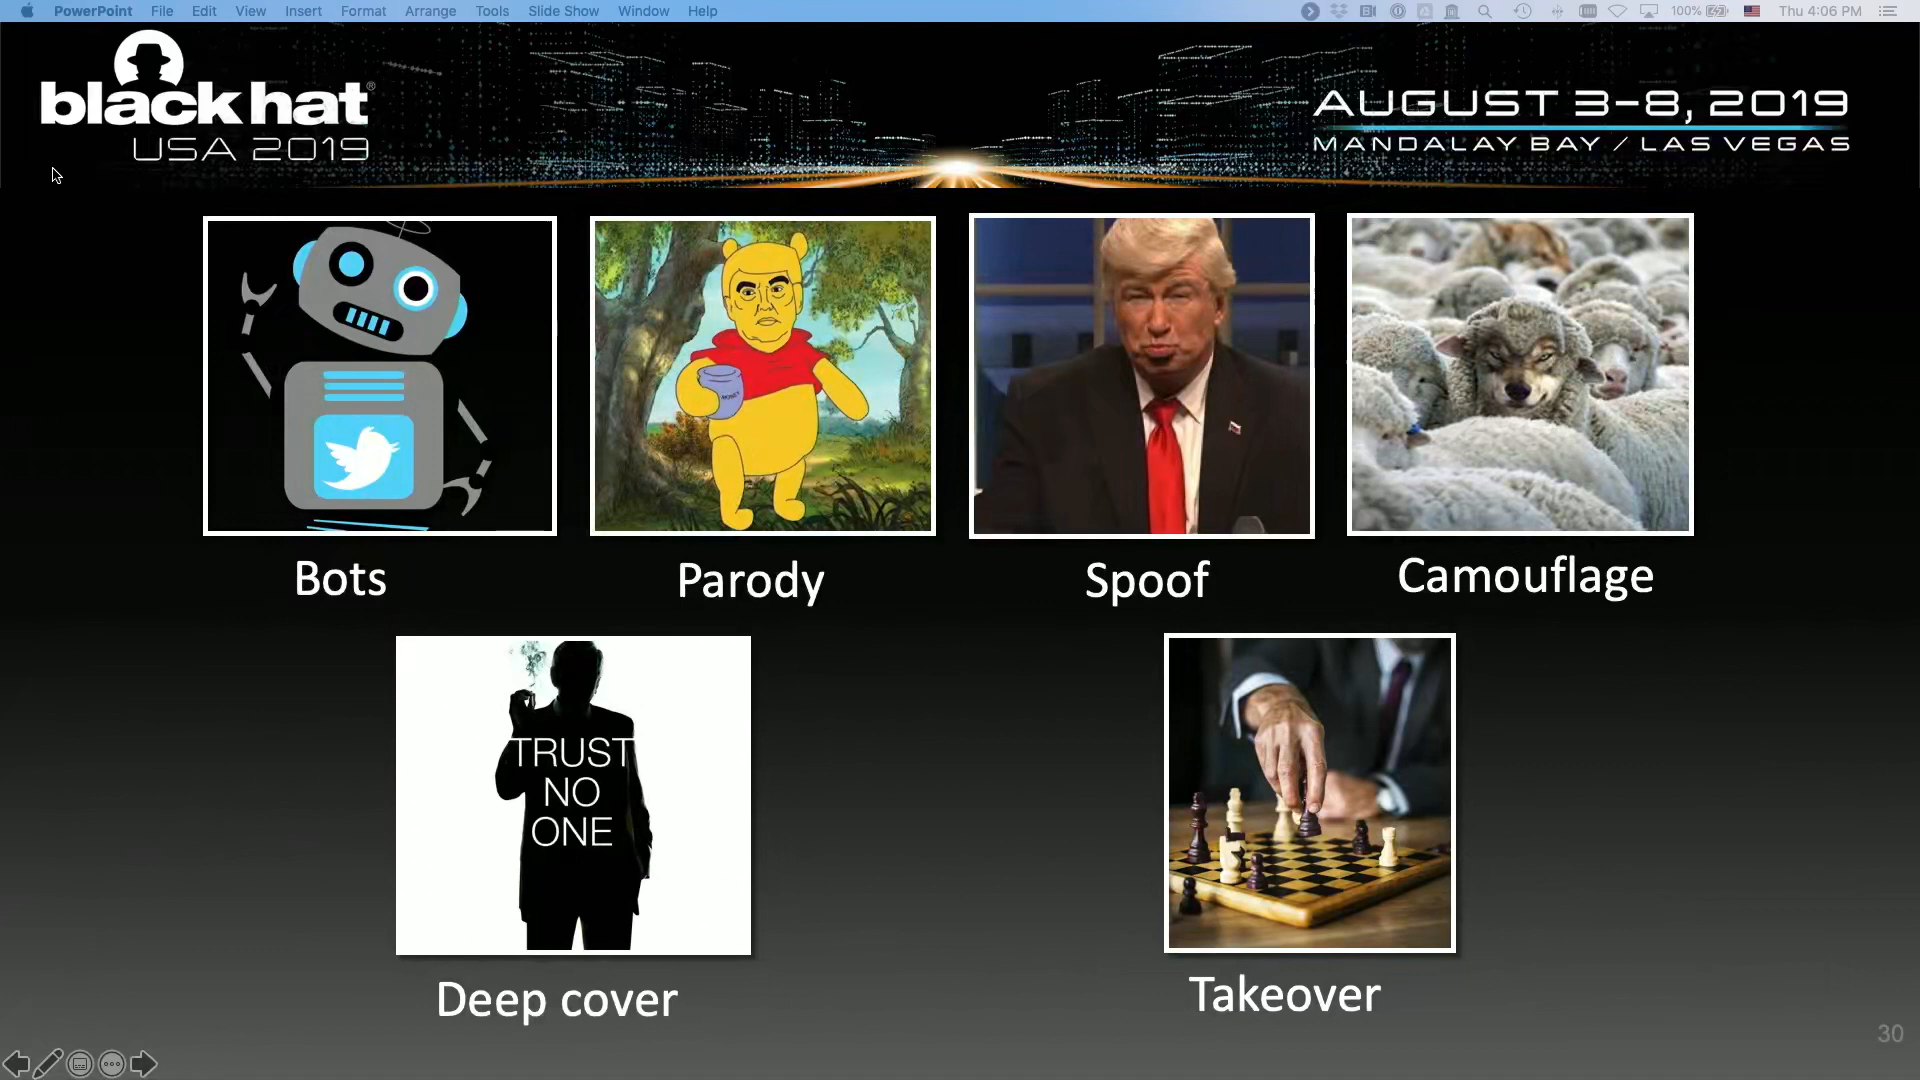 PowerPoint File Edit View Insert Format Arrange Tools Slide Show Window Help 100% Thu 4:06 PM
black hat®
USA 2019
AUGUST 3-8, 2019
MANDALAY BAY / LAS VEGAS
Bots
Parody
Spoof
Camouflage
TRUST
NO
ONE
Deep cover
Takeover
30